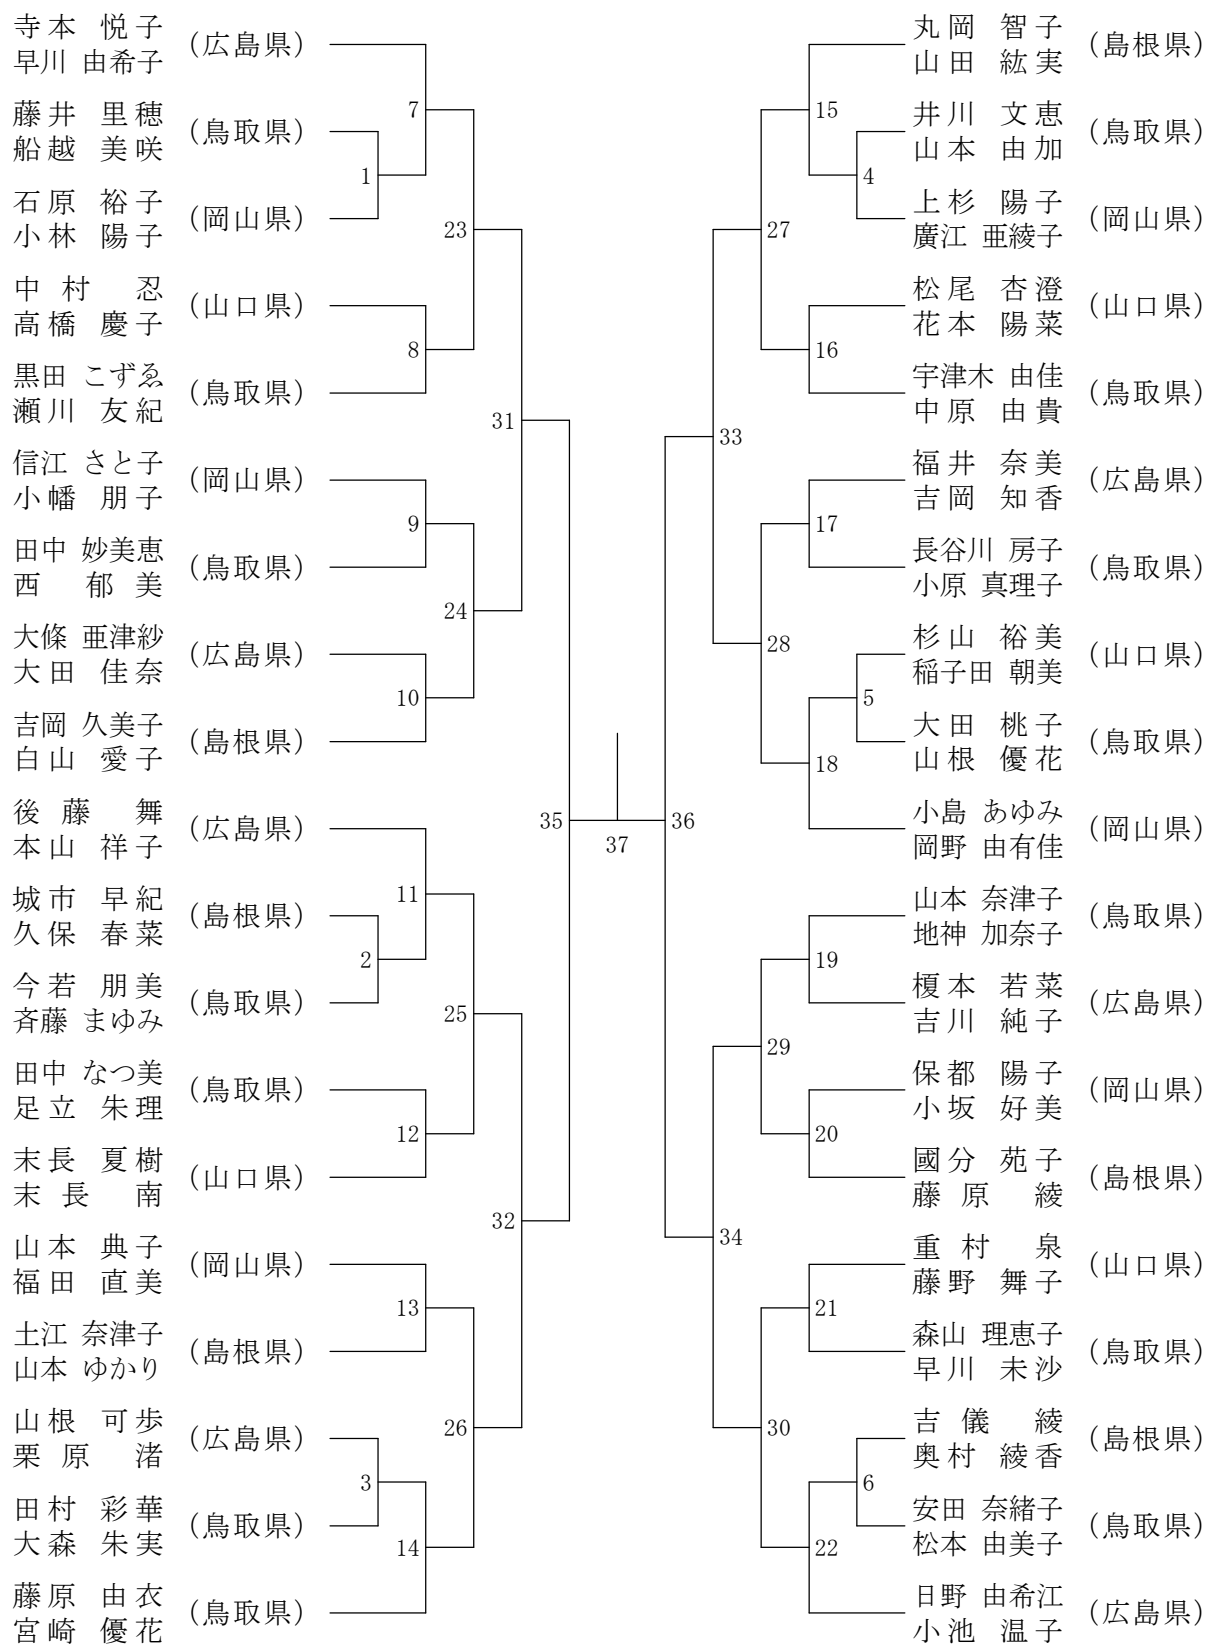 寺本 悦子
早川 由希子
(広島県)
藤井 里穂
船越 美咲
(鳥取県)
石原 裕子
小林 陽子
(岡山県)
中村 忍
高橋 慶子
(山口県)
黒田 こずゑ
瀬川 友紀
(鳥取県)
信江 さと子
小幡 朋子
(岡山県)
田中 妙美恵
西 郁美
(鳥取県)
大條 亜津紗
大田 佳奈
(広島県)
吉岡 久美子
白山 愛子
(島根県)
後藤 舞
本山 祥子
(広島県)
城市 早紀
久保 春菜
(島根県)
今若 朋美
斉藤 まゆみ
(鳥取県)
田中 なつ美
足立 朱理
(鳥取県)
末長 夏樹
末長 南
(山口県)
山本 典子
福田 直美
(岡山県)
土江 奈津子
山本 ゆかり
(島根県)
山根 可歩
栗原 渚
(広島県)
田村 彩華
大森 朱実
(鳥取県)
藤原 由衣
宮崎 優花
(鳥取県)
7
1
23
8
31
9
24
10
35
11
2
25
12
32
13
26
3
14
37
36
15
4
27
16
33
17
28
5
18
19
29
20
34
21
30
6
22
丸岡 智子
山田 紘実
(島根県)
井川 文恵
山本 由加
(鳥取県)
上杉 陽子
廣江 亜綾子
(岡山県)
松尾 杏澄
花本 陽菜
(山口県)
宇津木 由佳
中原 由貴
(鳥取県)
福井 奈美
吉岡 知香
(広島県)
長谷川 房子
小原 真理子
(鳥取県)
杉山 裕美
稲子田 朝美
(山口県)
大田 桃子
山根 優花
(鳥取県)
小島 あゆみ
岡野 由有佳
(岡山県)
山本 奈津子
地神 加奈子
(鳥取県)
榎本 若菜
吉川 純子
(広島県)
保都 陽子
小坂 好美
(岡山県)
國分 苑子
藤原 綾
(島根県)
重村 泉
藤野 舞子
(山口県)
森山 理恵子
早川 未沙
(鳥取県)
吉儀 綾
奥村 綾香
(島根県)
安田 奈緒子
松本 由美子
(鳥取県)
日野 由希江
小池 温子
(広島県)